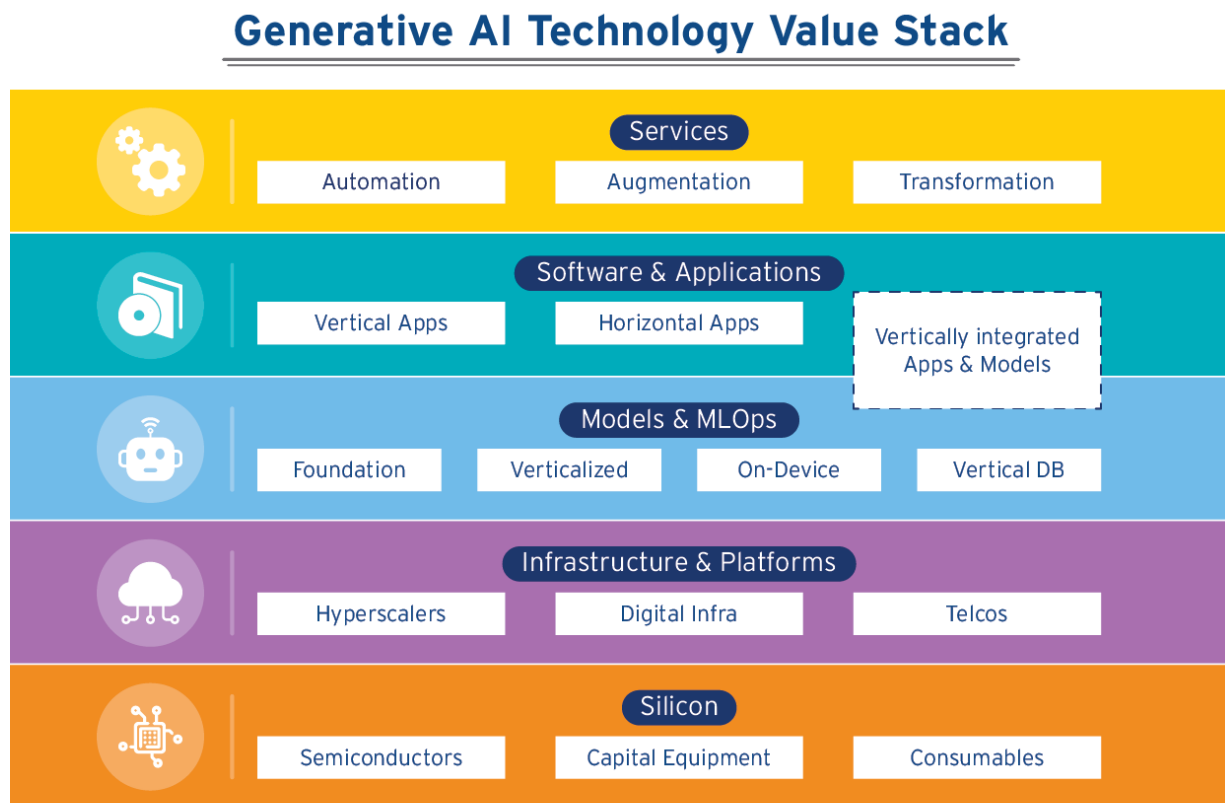 Generative AI Technology Value Stack
Services
Automation
Augmentation
Transformation
Software & Applications
Vertical Apps
Horizontal Apps
Vertically integrated
Apps & Models
Models & MLOps
Foundation
Verticalized
On-Device
Vertical DB
Infrastructure & Platforms
Hyperscalers
Digital Infra
Telcos
Silicon
Semiconductors
Capital Equipment
Consumables